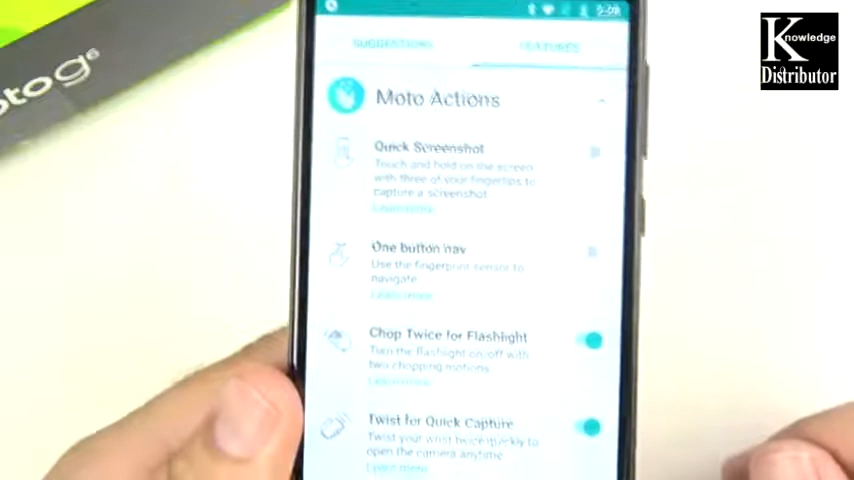 Knowledge
Distributor
oto g6
SUGGESTIONS
FEATURES
Moto Actions
Quick Screenshot
Touch and hold on the screen
with three of your fingertips to
capture a screenshot.
Learn more
One button nav
Use the fingerprint sensor to
navigate.
Learn more
Chop Twice for Flashlight
Turn the flashlight on/off with
two chopping motions.
Learn more
Twist for Quick Capture
Twist your wrist twice quickly to
open the camera anytime.
Learn more